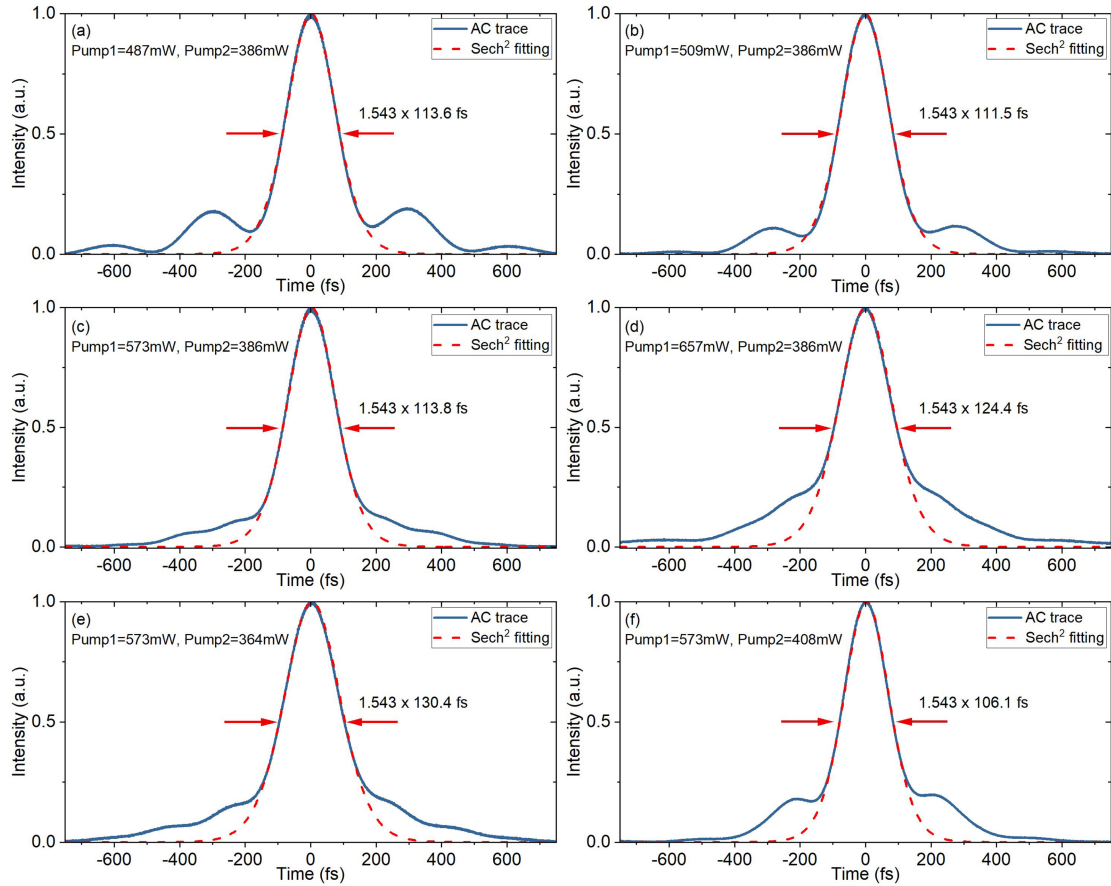 (a)
Pump1=487mW, Pump2=386mW
AC trace
Sech2 fitting
1.543 x 113.6 fs
1.0
0.5
0.0
Intensity (a.u.)
-600 -400 -200 0 200 400 600
Time (fs)
(b)
Pump1=509mW, Pump2=386mW
AC trace
Sech2 fitting
1.543 x 111.5 fs
1.0
0.5
0.0
Intensity (a.u.)
-600 -400 -200 0 200 400 600
Time (fs)
(c)
Pump1=573mW, Pump2=386mW
AC trace
Sech2 fitting
1.543 x 113.8 fs
1.0
0.5
0.0
Intensity (a.u.)
-600 -400 -200 0 200 400 600
Time (fs)
(d)
Pump1=657mW, Pump2=386mW
AC trace
Sech2 fitting
1.543 x 124.4 fs
1.0
0.5
0.0
Intensity (a.u.)
-600 -400 -200 0 200 400 600
Time (fs)
(e)
Pump1=573mW, Pump2=364mW
AC trace
Sech2 fitting
1.543 x 130.4 fs
1.0
0.5
0.0
Intensity (a.u.)
-600 -400 -200 0 200 400 600
Time (fs)
(f)
Pump1=573mW, Pump2=408mW
AC trace
Sech2 fitting
1.543 x 106.1 fs
1.0
0.5
0.0
Intensity (a.u.)
-600 -400 -200 0 200 400 600
Time (fs)